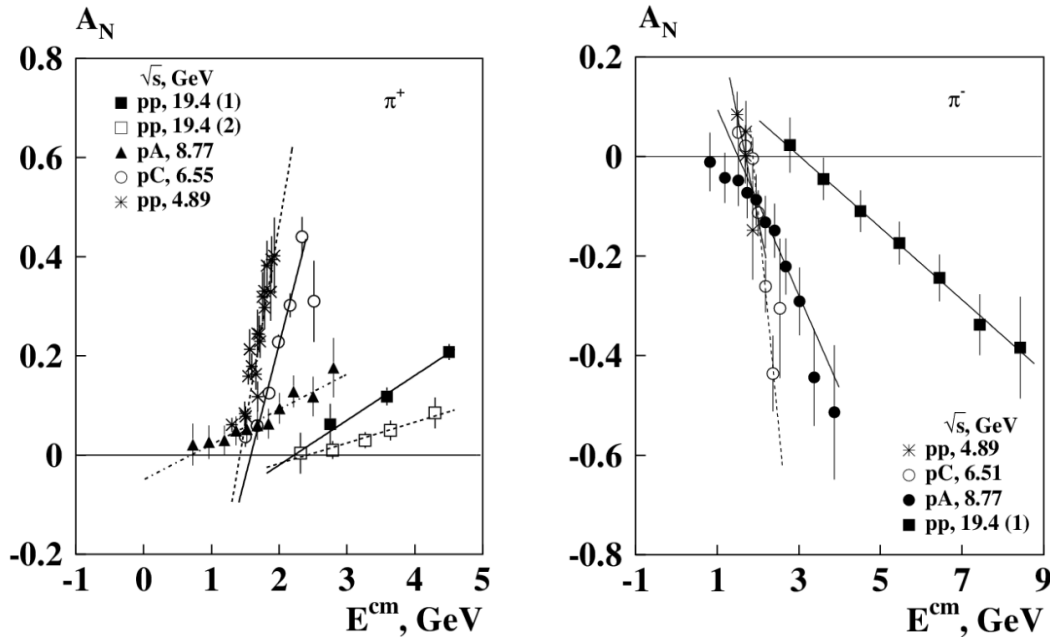 A_N
0.8
√s, GeV
pp, 19.4 (1)
pp, 19.4 (2)
pA, 8.77
pC, 6.55
pp, 4.89
π⁺
0.6
0.4
0.2
0
-0.2
-1 0 1 2 3 4 5
E^cm, GeV
A_N
0.2
π⁻
0
-0.2
-0.4
-0.6
-0.8
√s, GeV
pp, 4.89
pC, 6.51
pA, 8.77
pp, 19.4 (1)
-1 1 3 5 7 9
E^cm, GeV